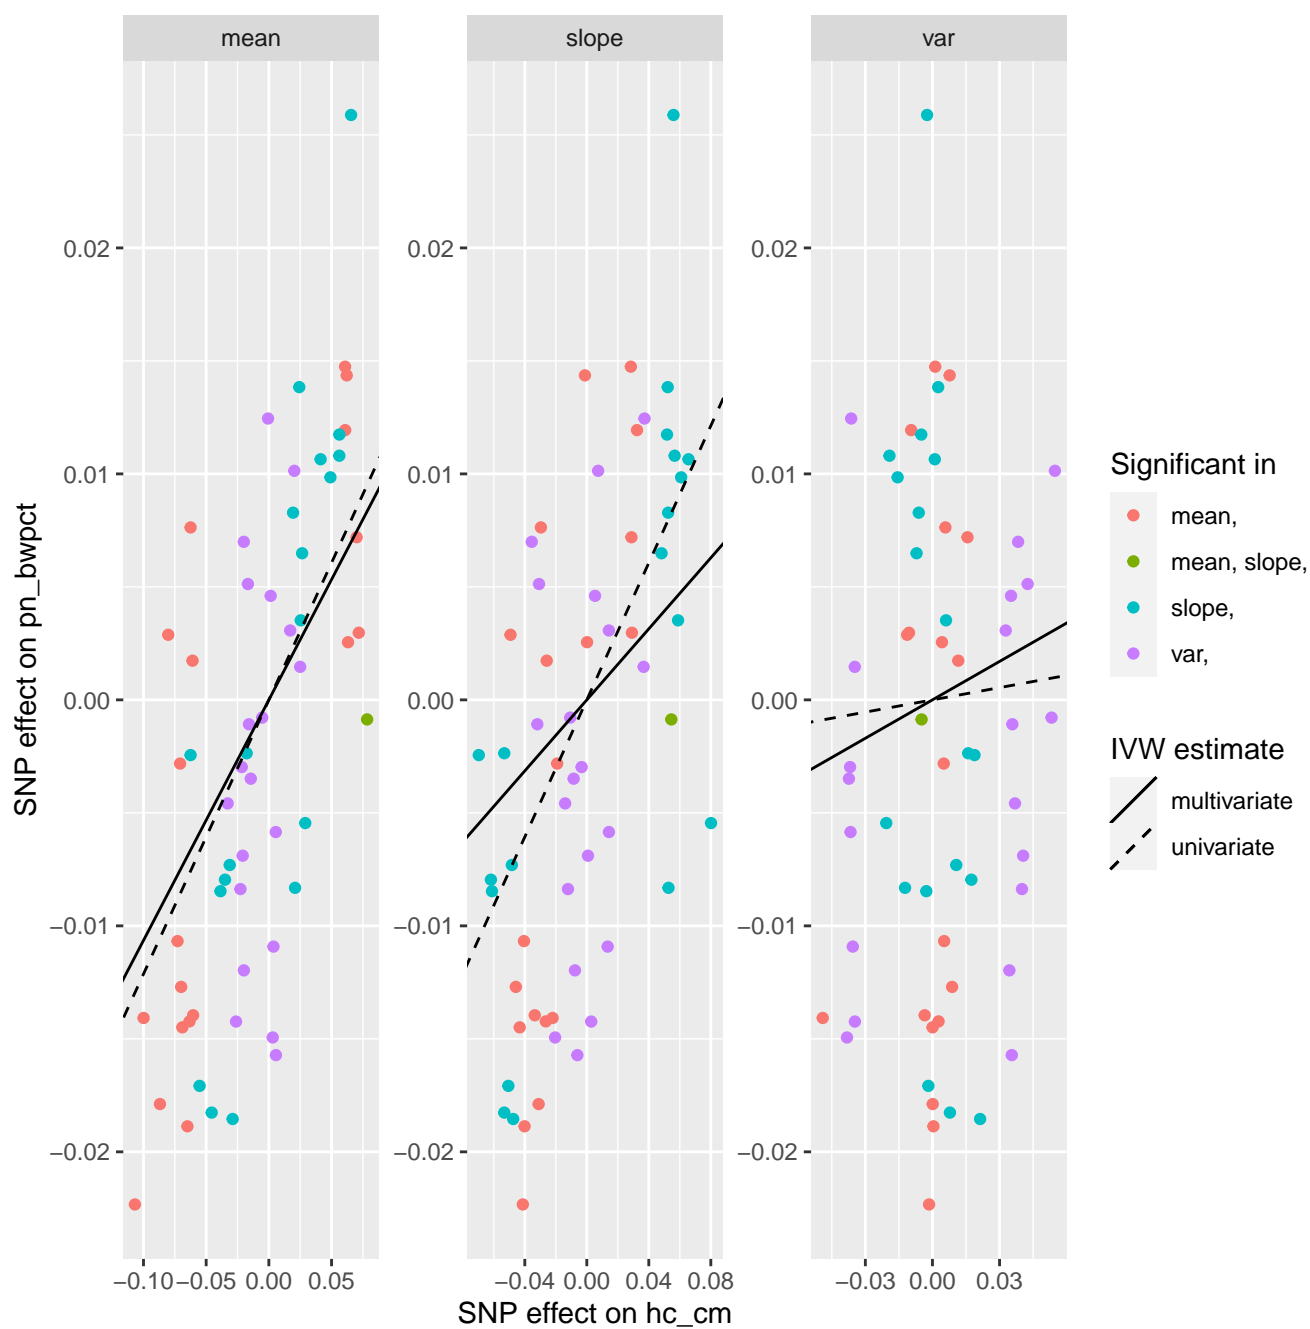 mean
slope
var
SNP effect on pn_bwpct
0.02
0.01
0.00
−0.01
−0.02
0.02
0.01
0.00
−0.01
−0.02
0.02
0.01
0.00
−0.01
−0.02
−0.10 −0.05 0.00 0.05
−0.04 0.00 0.04 0.08
−0.03 0.00 0.03
SNP effect on hc_cm
Significant in
mean,
mean, slope,
slope,
var,
IVW estimate
multivariate
univariate